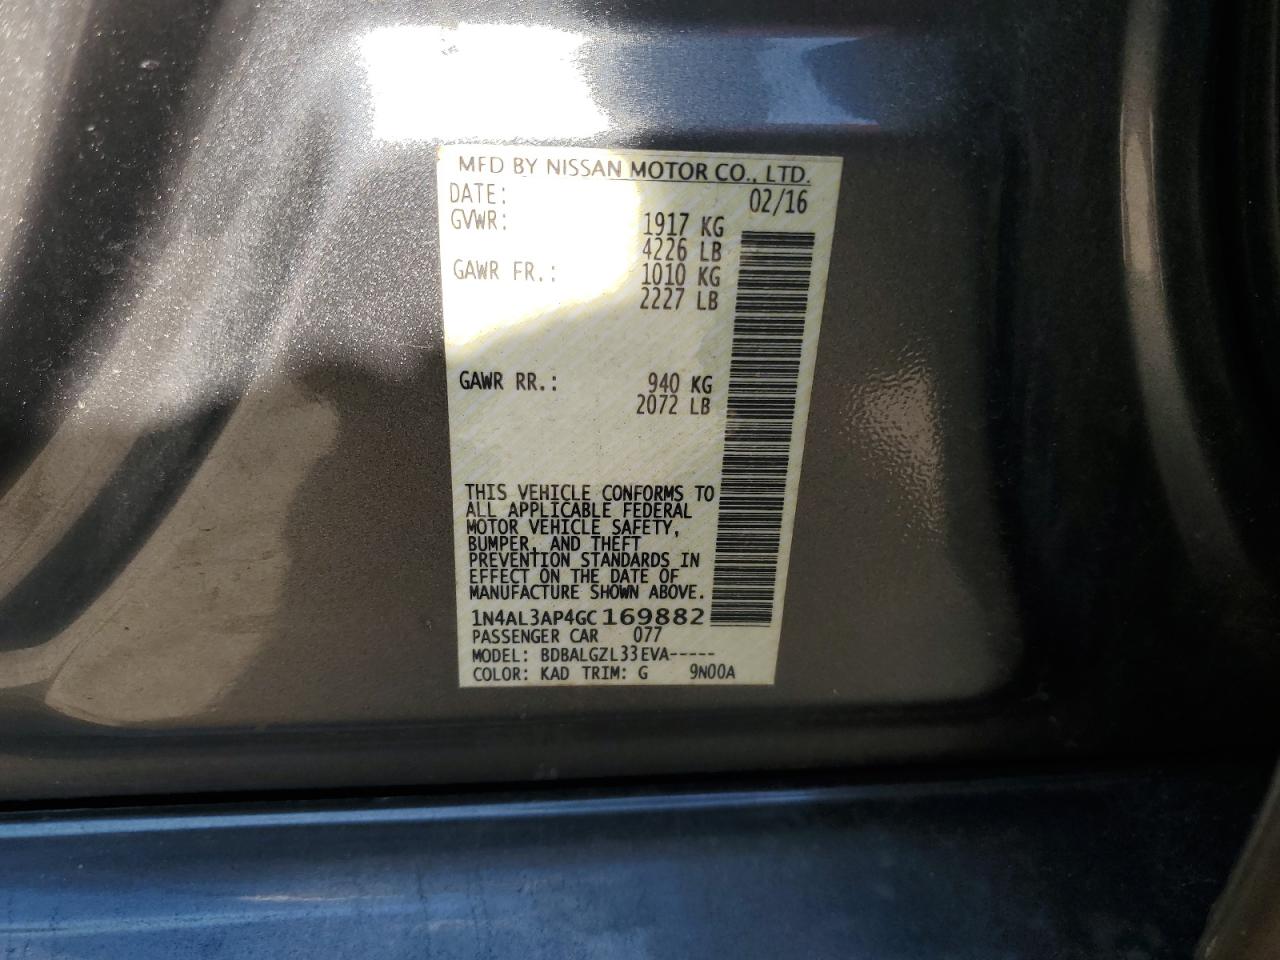 MFD BY NISSAN MOTOR CO., LTD.
DATE: 02/16
GVWR: 1917 KG
4226 LB
GAWR FR.: 1010 KG
2227 LB
GAWR RR.: 940 KG
2072 LB
THIS VEHICLE CONFORMS TO
ALL APPLICABLE FEDERAL
MOTOR VEHICLE SAFETY,
BUMPER, AND THEFT
PREVENTION STANDARDS IN
EFFECT ON THE DATE OF
MANUFACTURE SHOWN ABOVE.
1N4AL3AP4GC169882
PASSENGER CAR 077
MODEL: BDBALGZL33EVA-----
COLOR: KAD TRIM: G 9N00A